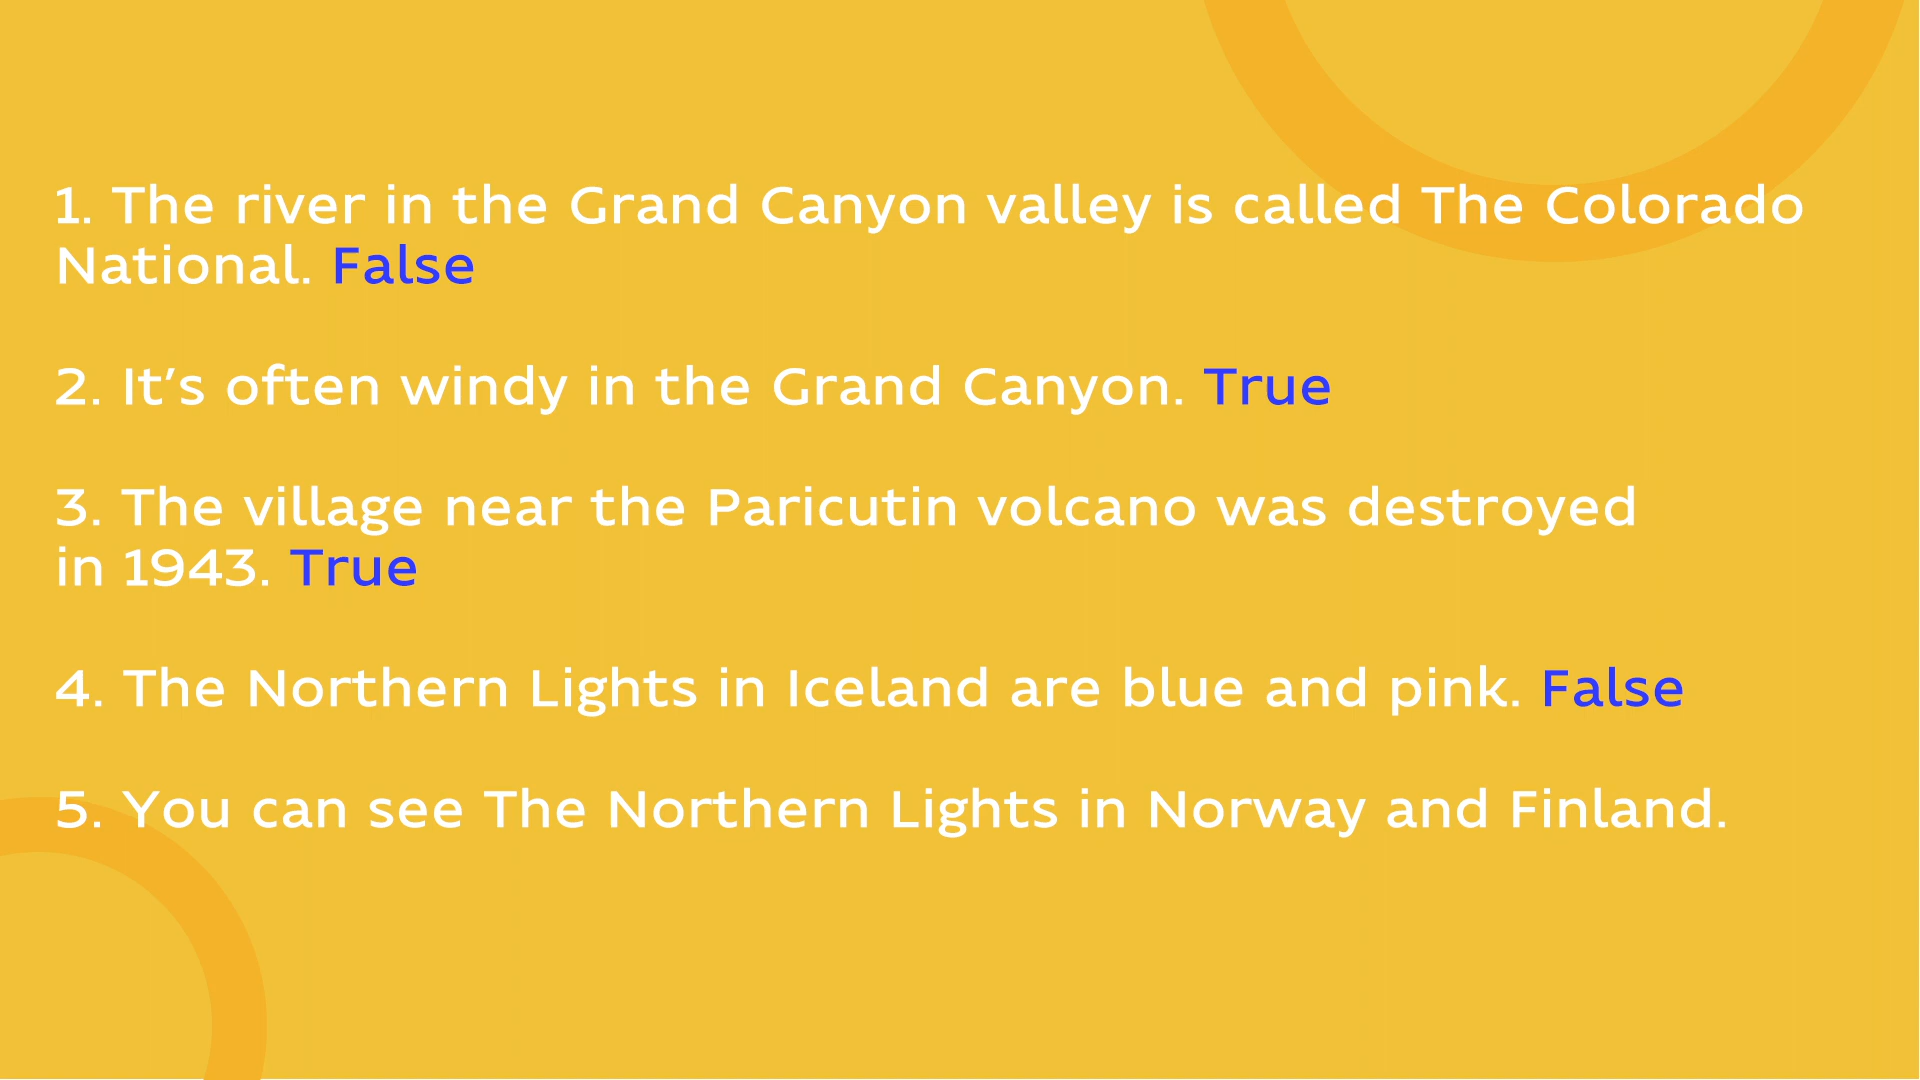 1. The river in the Grand Canyon valley is called The Colorado
National. False
2. It’s often windy in the Grand Canyon. True
3. The village near the Paricutin volcano was destroyed
in 1943. True
4. The Northern Lights in Iceland are blue and pink. False
5. You can see The Northern Lights in Norway and Finland.